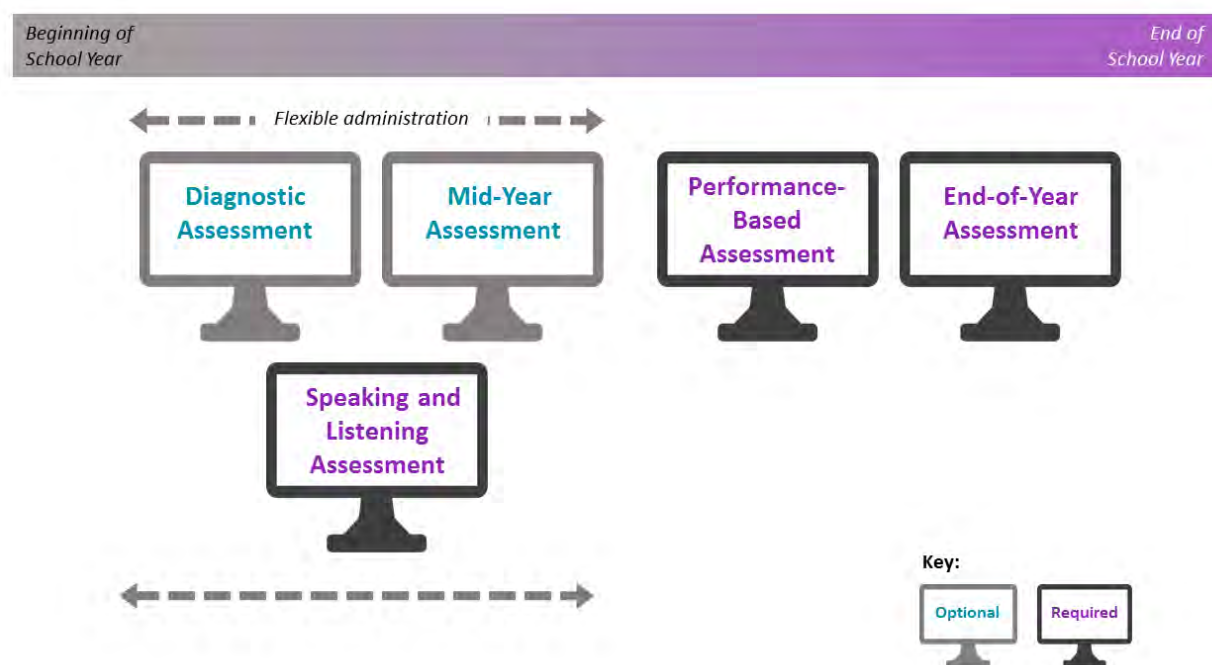 Beginning of
School Year
End of
School Year
Flexible administration
Diagnostic
Assessment
Mid-Year
Assessment
Performance-
Based
Assessment
End-of-Year
Assessment
Speaking and
Listening
Assessment
Key:
Optional
Required